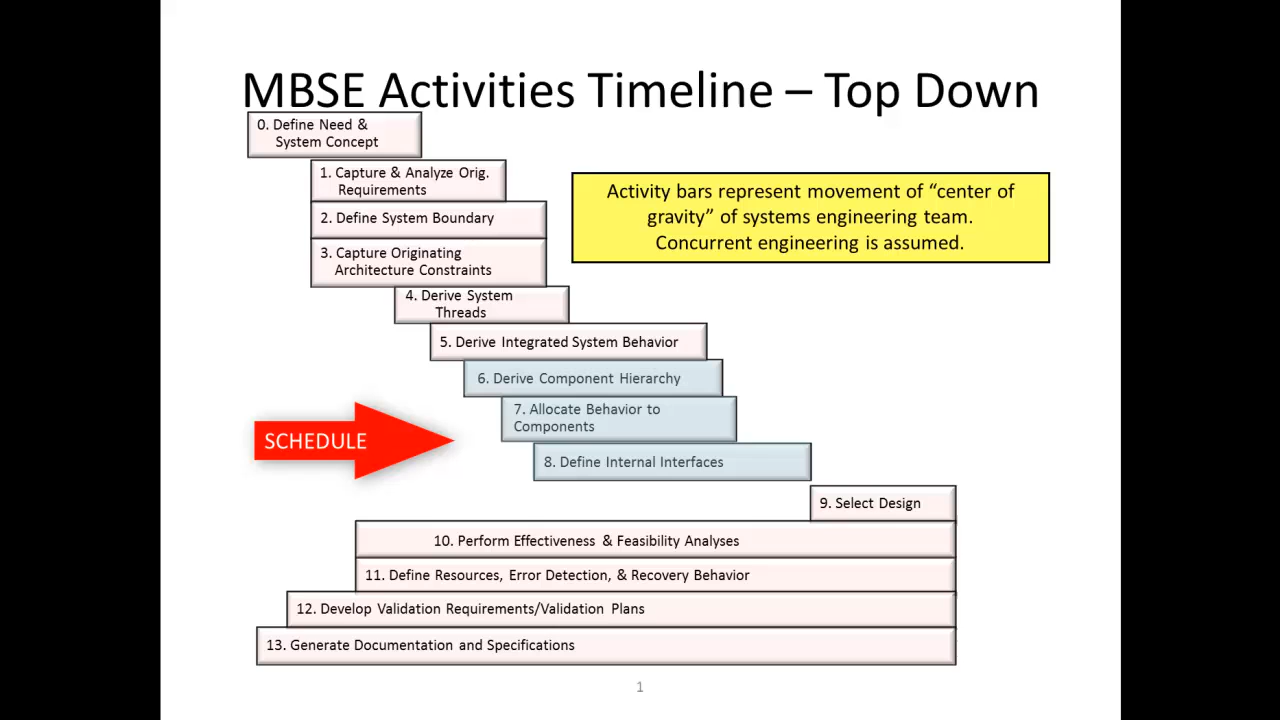 MBSE Activities Timeline – Top Down
0. Define Need &
System Concept
1. Capture & Analyze Orig.
Requirements
Activity bars represent movement of “center of
gravity” of systems engineering team.
Concurrent engineering is assumed.
2. Define System Boundary
3. Capture Originating
Architecture Constraints
4. Derive System
Threads
5. Derive Integrated System Behavior
6. Derive Component Hierarchy
7. Allocate Behavior to
Components
SCHEDULE
8. Define Internal Interfaces
9. Select Design
10. Perform Effectiveness & Feasibility Analyses
11. Define Resources, Error Detection, & Recovery Behavior
12. Develop Validation Requirements/Validation Plans
13. Generate Documentation and Specifications
1